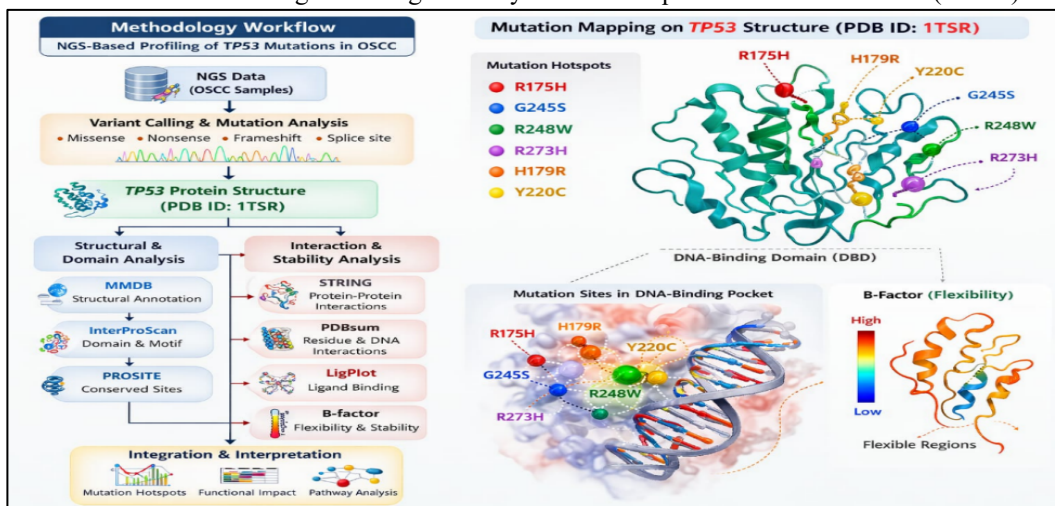 Methodology Workflow
NGS-Based Profiling of TP53 Mutations in OSCC
NGS Data
(OSCC Samples)
Variant Calling & Mutation Analysis
• Missense • Nonsense • Frameshift • Splice site
TP53 Protein Structure
(PDB ID: 1TSR)
Structural &
Domain Analysis
MMDB
Structural Annotation
InterProScan
Domain & Motif
PROSITE
Conserved Sites
Interaction &
Stability Analysis
STRING
Protein-Protein
Interactions
PDBsum
Residue & DNA
Interactions
LigPlot
Ligand Binding
B-factor
Flexibility & Stability
Integration & Interpretation
Mutation Hotspots Functional Impact Pathway Analysis
Mutation Mapping on TP53 Structure (PDB ID: 1TSR)
Mutation Hotspots
R175H
G245S
R248W
R273H
H179R
Y220C
R175H
H179R
Y220C
G245S
R248W
R273H
DNA-Binding Domain (DBD)
Mutation Sites in DNA-Binding Pocket
R175H
H179R
Y220C
G245S
R248W
R273H
B-Factor (Flexibility)
High
Low
Flexible Regions